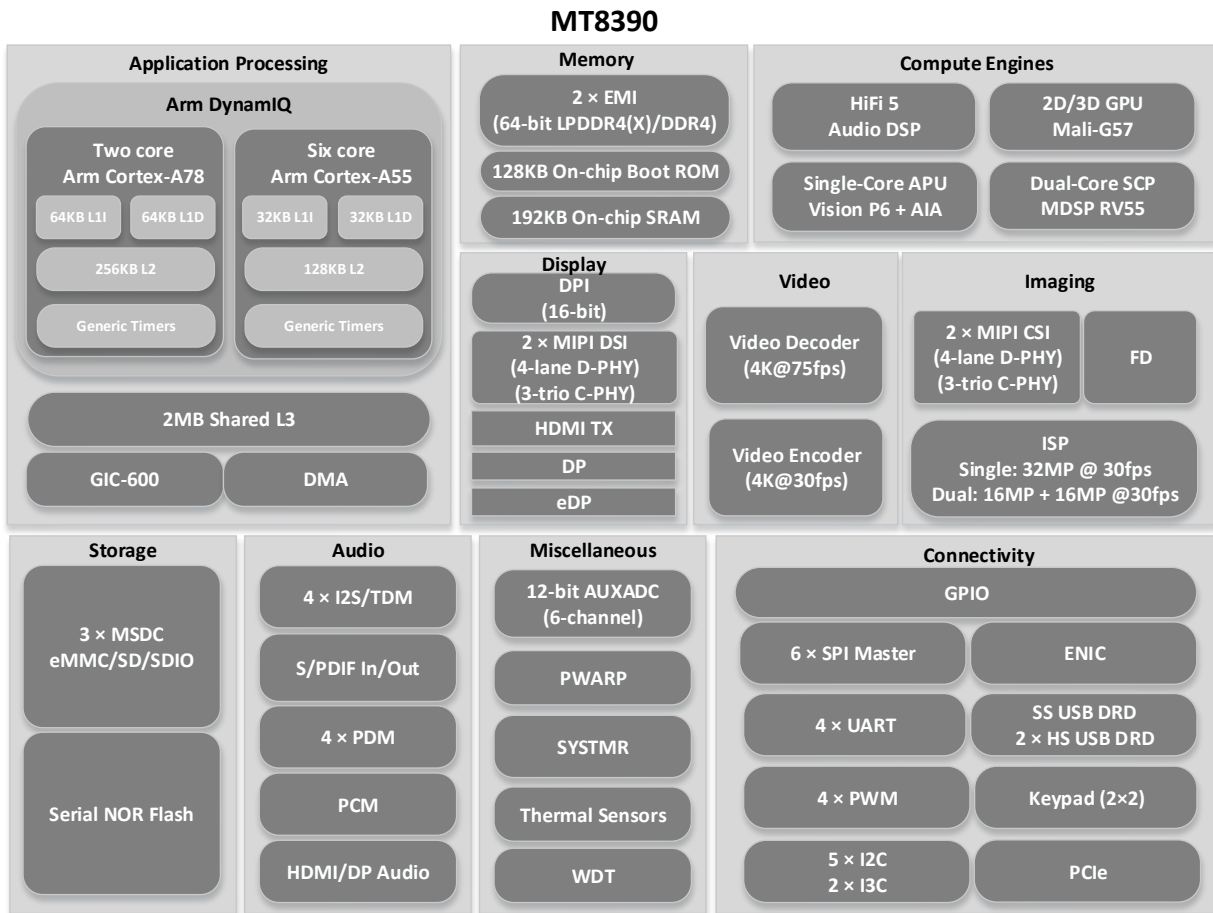 MT8390
Application Processing
Arm DynamIQ
Two core
Arm Cortex-A78
64KB L1I
64KB L1D
256KB L2
Generic Timers
Six core
Arm Cortex-A55
32KB L1I
32KB L1D
128KB L2
Generic Timers
2MB Shared L3
GIC-600
DMA
Memory
2 × EMI
(64-bit LPDDR4(X)/DDR4)
128KB On-chip Boot ROM
192KB On-chip SRAM
Compute Engines
HiFi 5
Audio DSP
2D/3D GPU
Mali-G57
Single-Core APU
Vision P6 + AIA
Dual-Core SCP
MDSP RV55
Display
DPI
(16-bit)
2 × MIPI DSI
(4-lane D-PHY)
(3-trio C-PHY)
HDMI TX
DP
eDP
Video
Video Decoder
(4K@75fps)
Video Encoder
(4K@30fps)
Imaging
2 × MIPI CSI
(4-lane D-PHY)
(3-trio C-PHY)
FD
ISP
Single: 32MP @ 30fps
Dual: 16MP + 16MP @30fps
Storage
3 × MSDC
eMMC/SD/SDIO
Serial NOR Flash
Audio
4 × I2S/TDM
S/PDIF In/Out
4 × PDM
PCM
HDMI/DP Audio
Miscellaneous
12-bit AUXADC
(6-channel)
PWARP
SYSTMR
Thermal Sensors
WDT
Connectivity
GPIO
6 × SPI Master
ENIC
4 × UART
SS USB DRD
2 × HS USB DRD
4 × PWM
Keypad (2×2)
5 × I2C
2 × I3C
PCIe